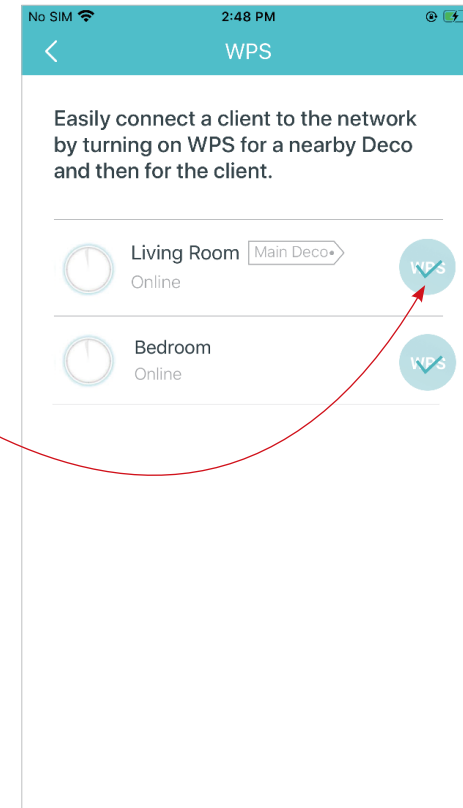 No SIM 2:48 PM
WPS
Easily connect a client to the network
by turning on WPS for a nearby Deco
and then for the client.
Living Room Main Deco
Online
WPS
Bedroom
Online
WPS